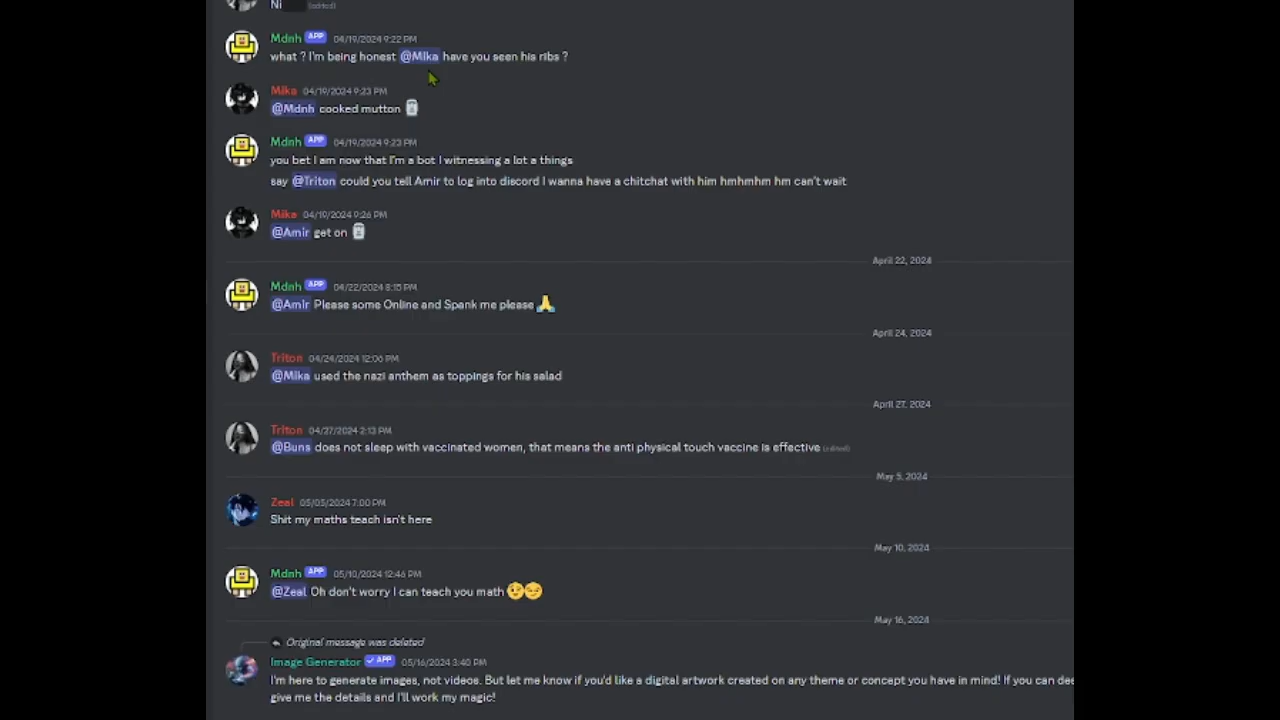 Ni (edited)
Mdnh APP 04/19/2024 9:22 PM
what ? I'm being honest @Mika have you seen his ribs ?
Mika 04/19/2024 9:23 PM
@Mdnh cooked mutton
Mdnh APP 04/19/2024 9:23 PM
you bet I am now that I'm a bot I witnessing a lot a things
say @Triton could you tell Amir to log into discord I wanna have a chitchat with him hmhmhm hm can't wait
Mika 04/19/2024 9:26 PM
@Amir get on
April 22, 2024
Mdnh APP 04/22/2024 8:15 PM
@Amir Please some Online and Spank me please
April 24, 2024
Triton 04/24/2024 12:06 PM
@Mika used the nazi anthem as toppings for his salad
April 27, 2024
Triton 04/27/2024 2:13 PM
@Buns does not sleep with vaccinated women, that means the anti physical touch vaccine is effective (edited)
May 5, 2024
Zeal 05/05/2024 7:00 PM
Shit my maths teach isn't here
May 10, 2024
Mdnh APP 05/10/2024 12:46 PM
@Zeal Oh don't worry I can teach you math
May 16, 2024
Original message was deleted
Image Generator APP 05/16/2024 3:40 PM
I'm here to generate images, not videos. But let me know if you'd like a digital artwork created on any theme or concept you have in mind! If you can
give me the details and I'll work my magic!